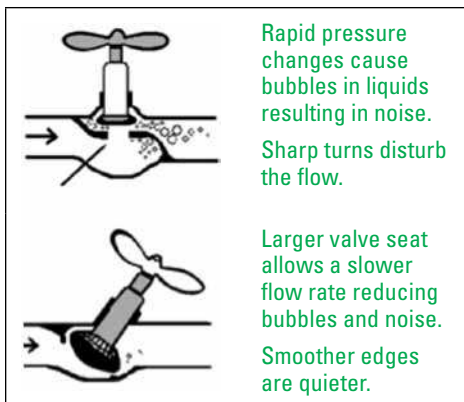 Rapid pressure
changes cause
bubbles in liquids
resulting in noise.
Sharp turns disturb
the flow.
Larger valve seat
allows a slower
flow rate reducing
bubbles and noise.
Smoother edges
are quieter.